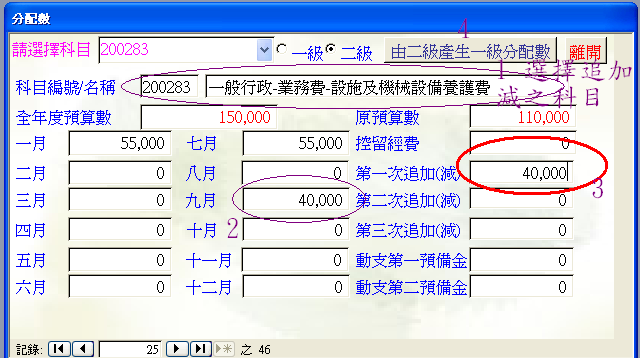 分配數
4
請選擇科目 200283 一級 二級 由二級產生一級分配數 離開
1 選擇追加
減之科目
科目編號/名稱 200283 一般行政-業務費-設施及機械設備養護費
全年度預算數 150,000 原預算數 110,000
一月 55,000 七月 55,000 控留經費 0
二月 0 八月 0 第一次追加(減) 40,000
3
三月 0 九月 40,000 第二次追加(減) 0
2
四月 0 十月 0 第三次追加(減) 0
五月 0 十一月 0 動支第一預備金 0
六月 0 十二月 0 動支第二預備金 0
記錄: 25 之 46